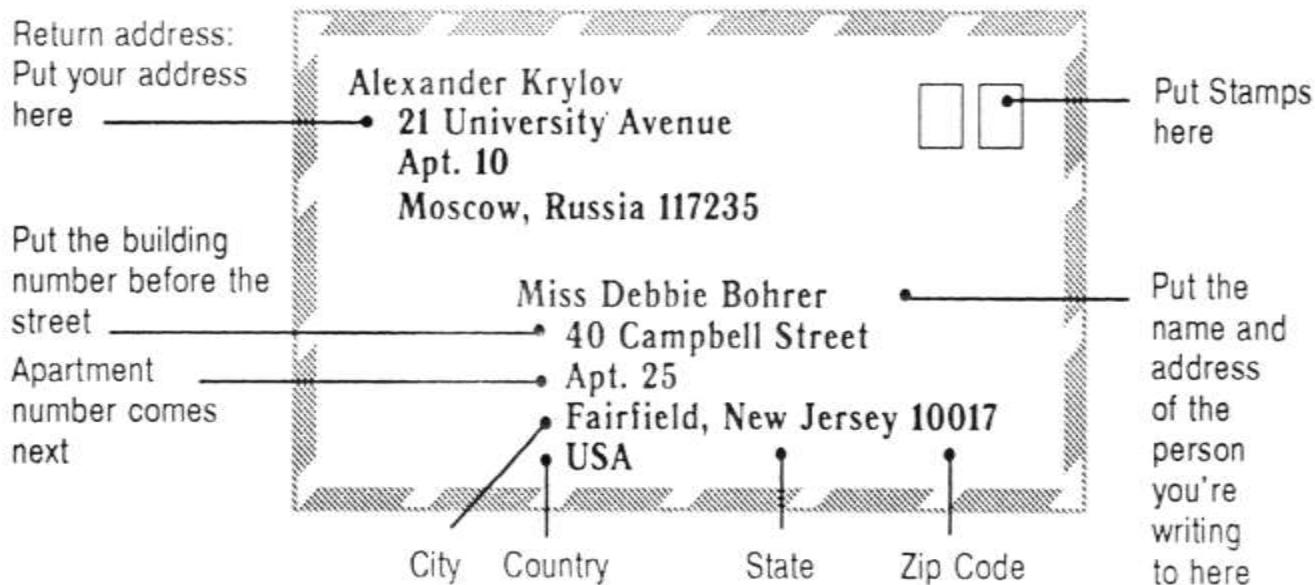 Return address:
Put your address
here
Alexander Krylov
21 University Avenue
Apt. 10
Moscow, Russia 117235
Put Stamps
here
Put the building
number before the
street
Apartment
number comes
next
Miss Debbie Bohrer
40 Campbell Street
Apt. 25
Fairfield, New Jersey 10017
USA
Put the
name and
address
of the
person
you're
writing
to here
City
Country
State
Zip Code